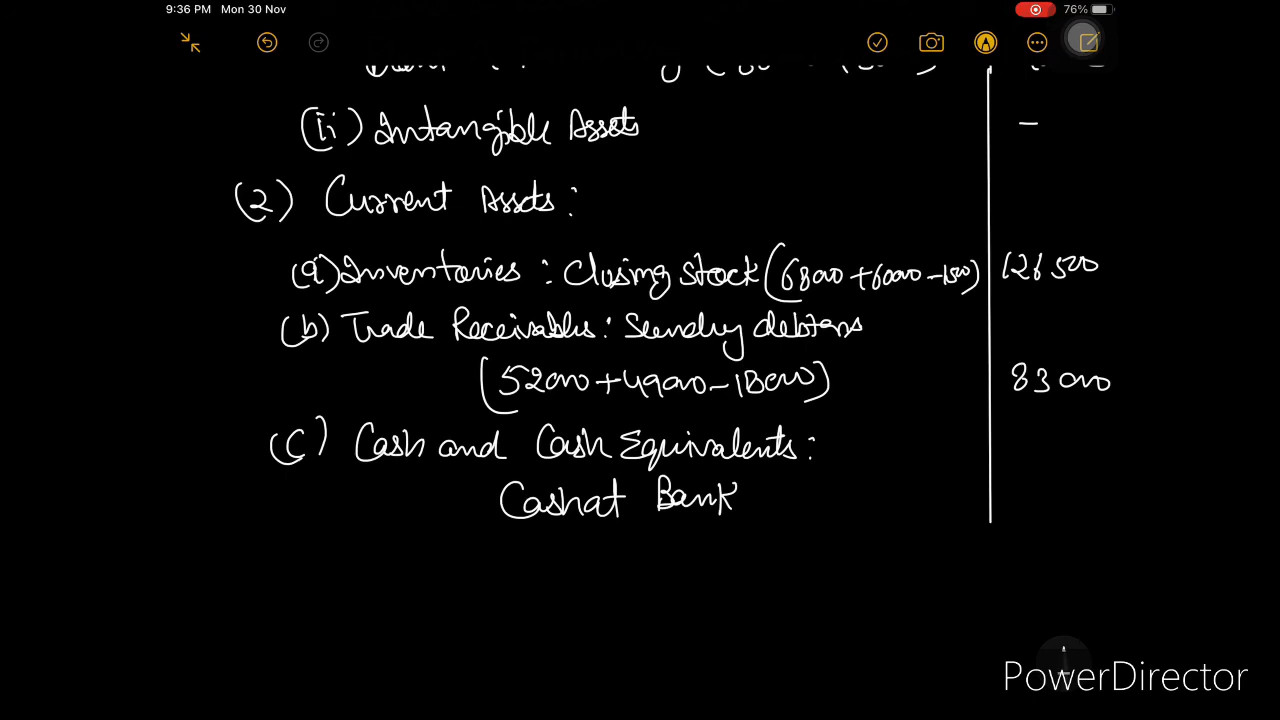 9:36 PM Mon 30 Nov 76%
(ii) Intangible Assets –
(2) Current Assets :
(a) Inventories : Closing stock (68000 + 60000 – 1500) 126500
(b) Trade Receivables : Sundry debtors
(52000 + 49000 – 18000) 83000
(c) Cash and Cash Equivalents :
Cash at Bank
PowerDirector